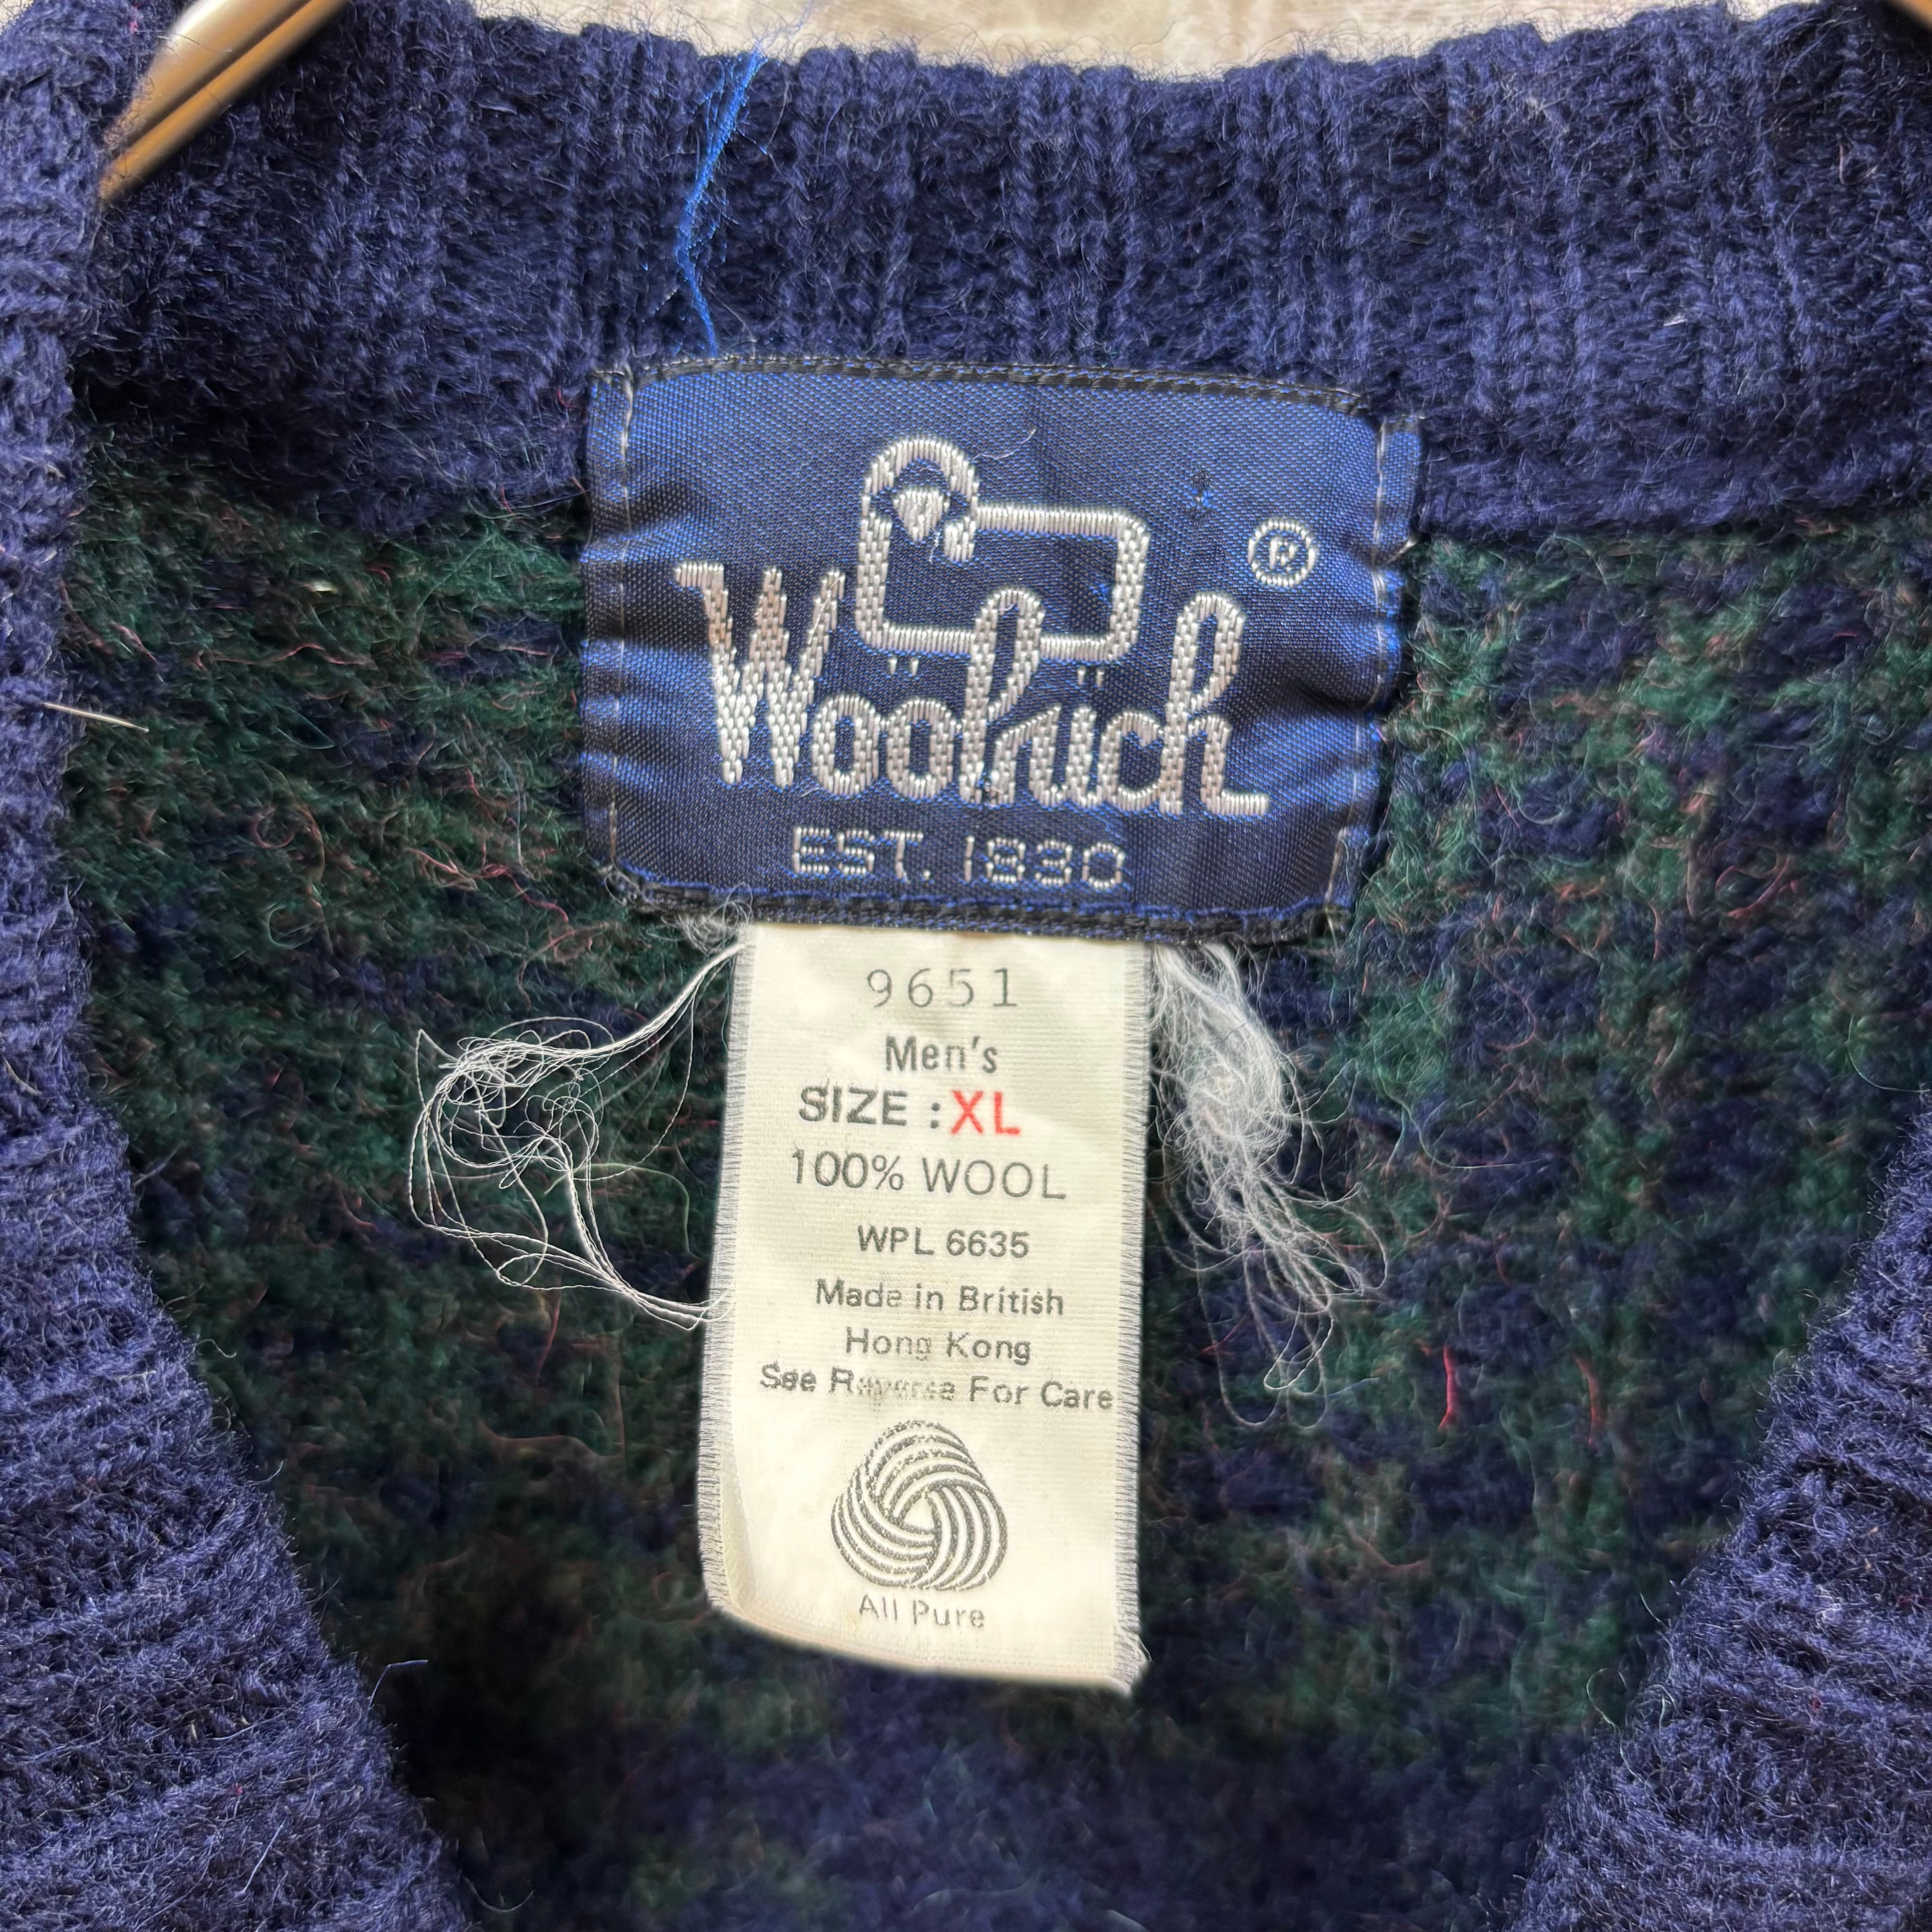 Wöölrïch ®
EST. 1830
9651
Men's
SIZE : XL
100% WOOL
WPL 6635
Made in British
Hong Kong
See Reverse For Care
All Pure